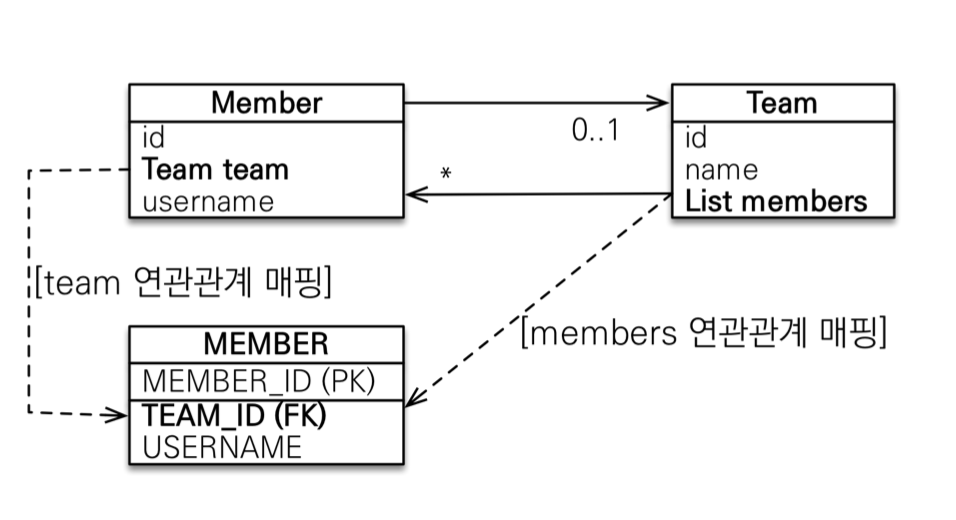 Member
id
Team team
username
0..1
*
Team
id
name
List members
[team 연관관계 매핑]
[members 연관관계 매핑]
MEMBER
MEMBER_ID (PK)
TEAM_ID (FK)
USERNAME